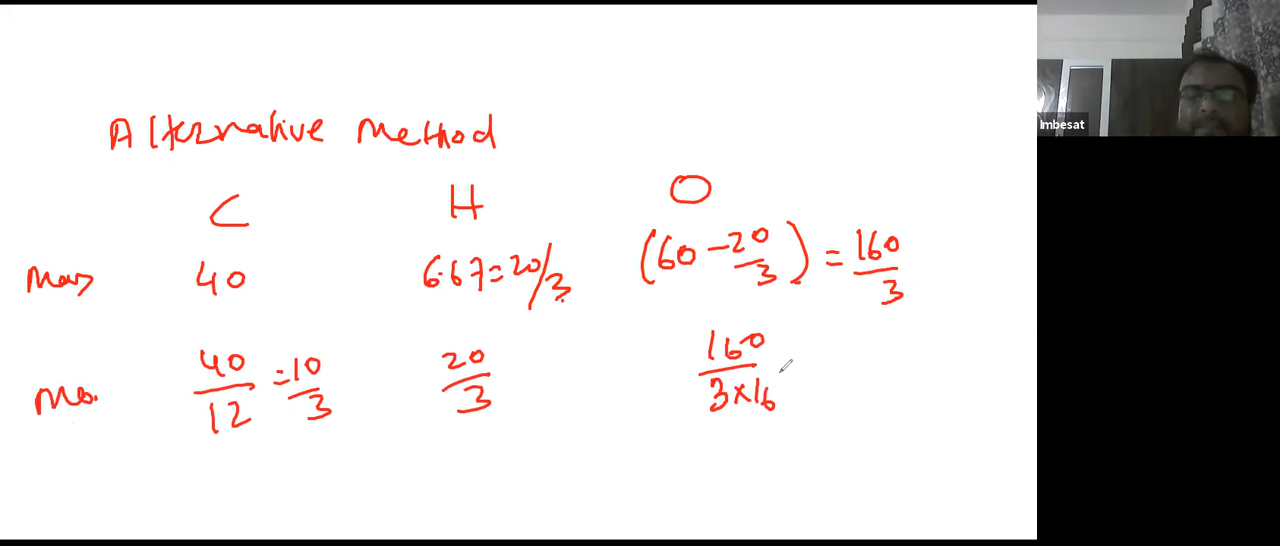 Alternative Method
C H O
Mass 40 6.67=20/3 (60-20/3)=160/3
Mo. 40/12=10/3 20/3 160/3×16
Imbesat